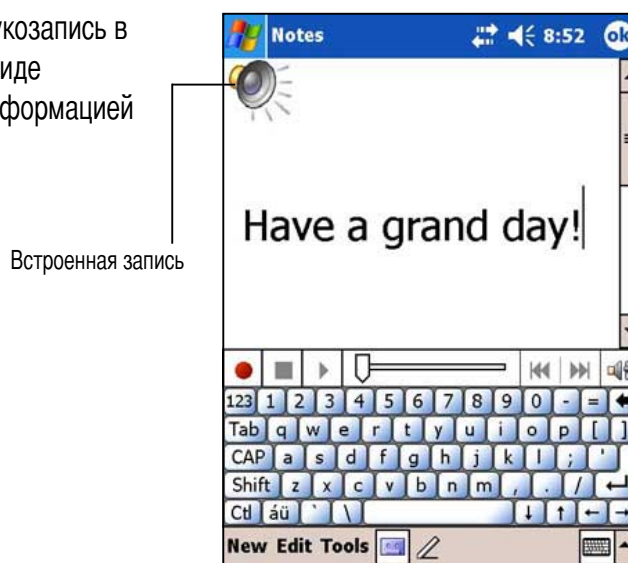 укозапись в
иде
формацией
Встроенная запись
Notes 8:52 ok
Have a grand day!
123 1 2 3 4 5 6 7 8 9 0 - =
Tab q w e r t y u i o p [ ]
CAP a s d f g h j k l ; '
Shift z x c v b n m , . /
Ctl áü ` \
New Edit Tools